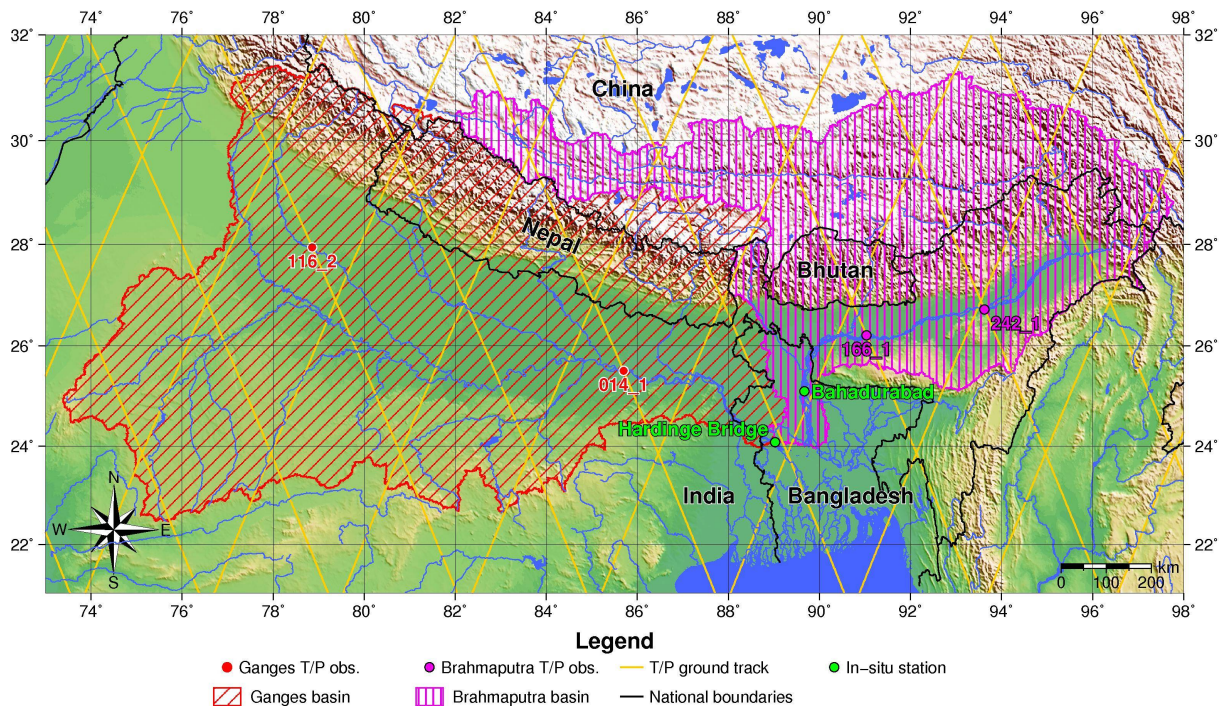 74° 76° 78° 80° 82° 84° 86° 88° 90° 92° 94° 96° 98°
32° 32°
China
30° 30°
Nepal
28° 28°
116_2
Bhutan
242_1
26° 26°
166_1
014_1
Bahadurabad
Hardinge Bridge
24° 24°
N
India Bangladesh
W E
22° 22°
S
km
0 100 200
74° 76° 78° 80° 82° 84° 86° 88° 90° 92° 94° 96° 98°
Legend
Ganges T/P obs. Brahmaputra T/P obs. T/P ground track In-situ station
Ganges basin Brahmaputra basin National boundaries